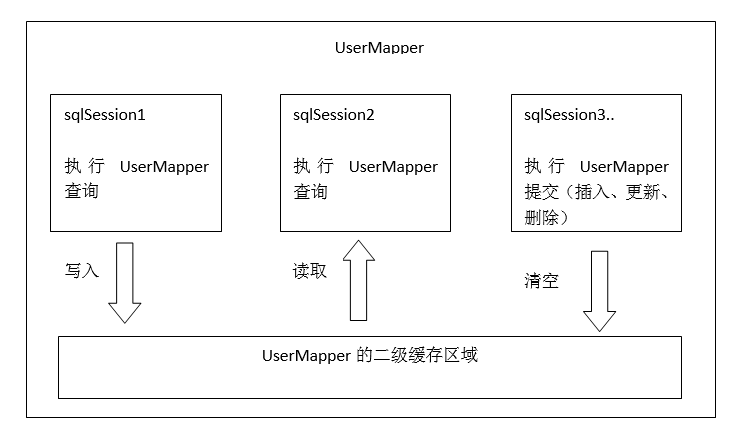 UserMapper
sqlSession1
执行 UserMapper
查询
sqlSession2
执行 UserMapper
查询
sqlSession3..
执行 UserMapper
提交（插入、更新、
删除）
写入
读取
清空
UserMapper 的二级缓存区域